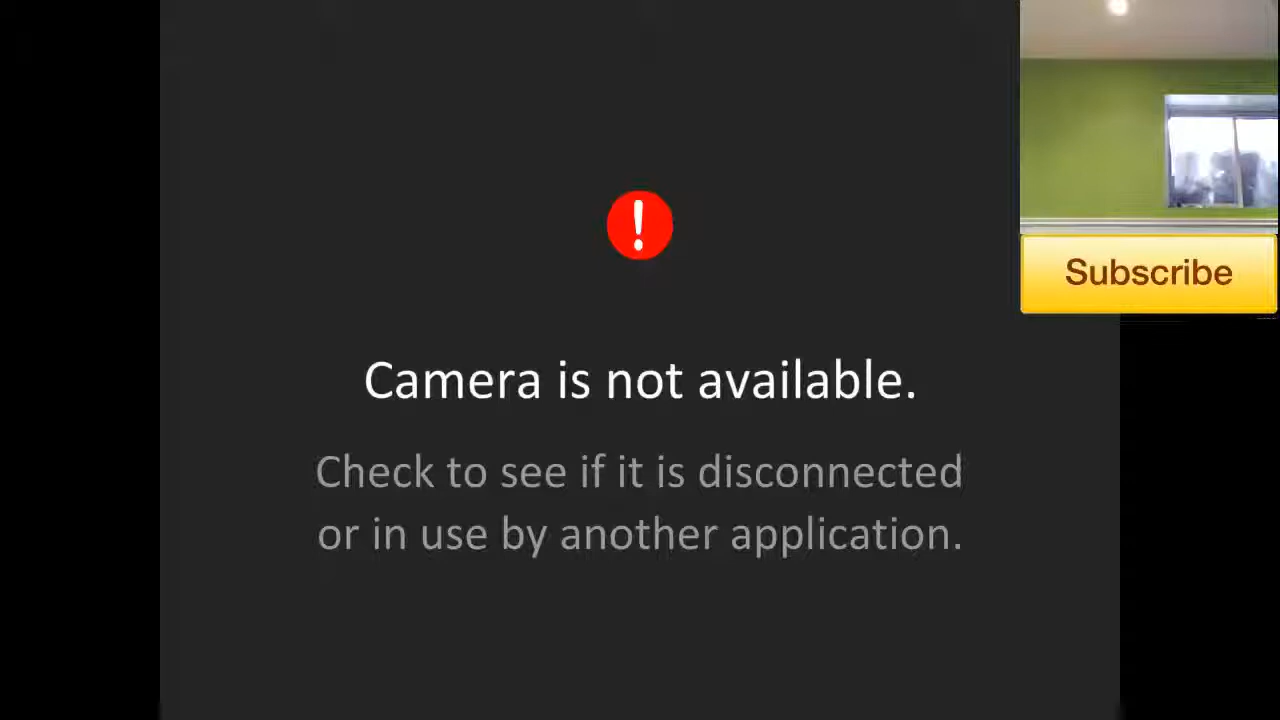 Subscribe
!
Camera is not available.
Check to see if it is disconnected
or in use by another application.